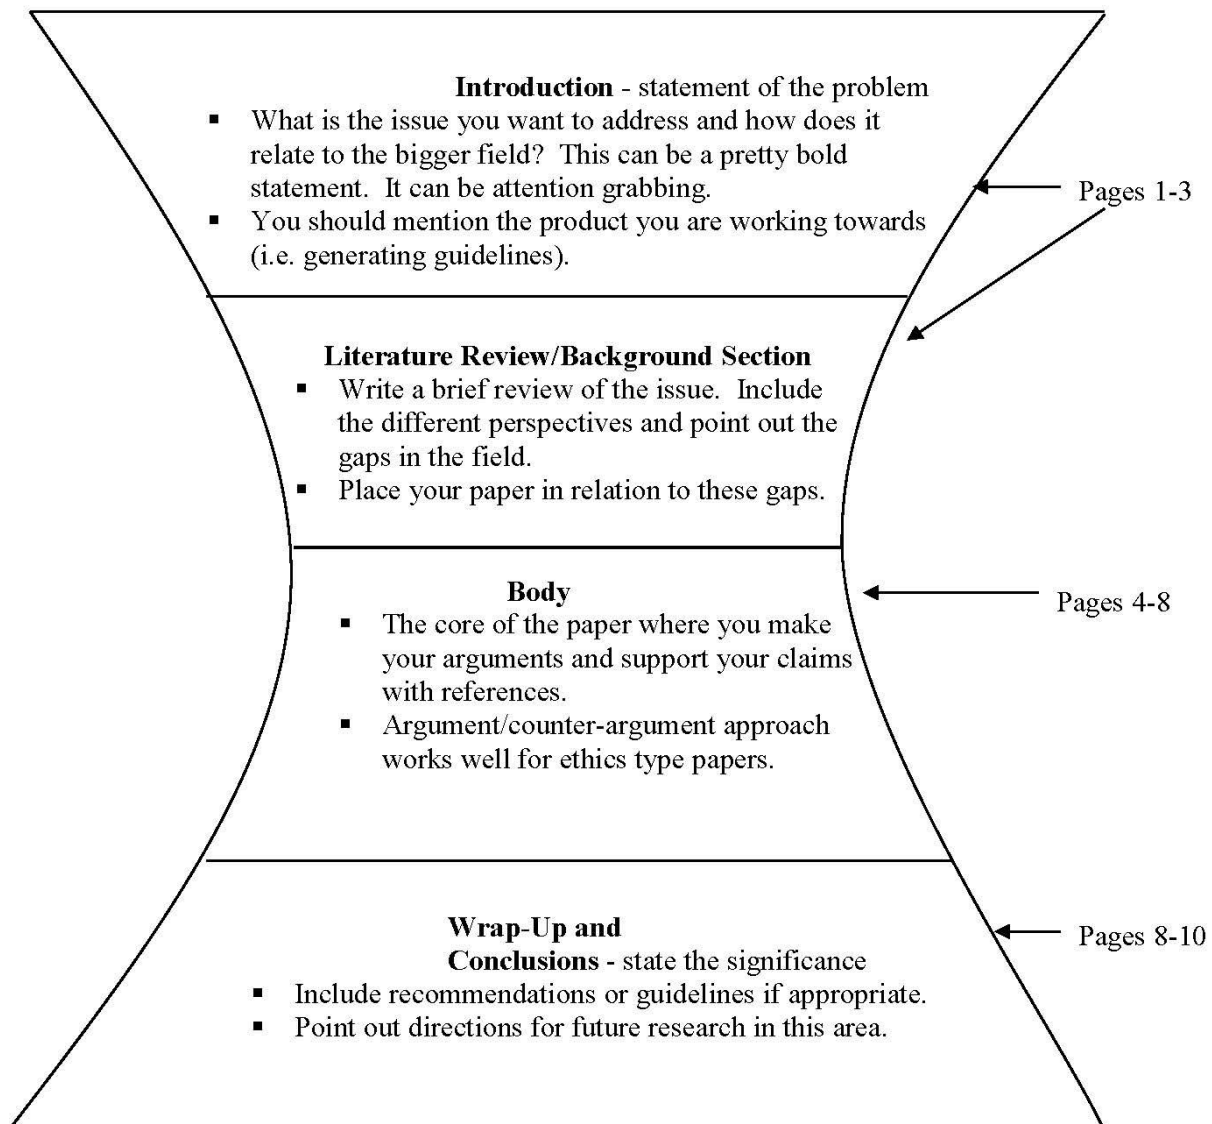 Introduction - statement of the problem
▪ What is the issue you want to address and how does it
relate to the bigger field? This can be a pretty bold
statement. It can be attention grabbing.
Pages 1-3
▪ You should mention the product you are working towards
(i.e. generating guidelines).
Literature Review/Background Section
▪ Write a brief review of the issue. Include
the different perspectives and point out the
gaps in the field.
▪ Place your paper in relation to these gaps.
Body
Pages 4-8
▪ The core of the paper where you make
your arguments and support your claims
with references.
▪ Argument/counter-argument approach
works well for ethics type papers.
Wrap-Up and
Pages 8-10
Conclusions - state the significance
▪ Include recommendations or guidelines if appropriate.
▪ Point out directions for future research in this area.